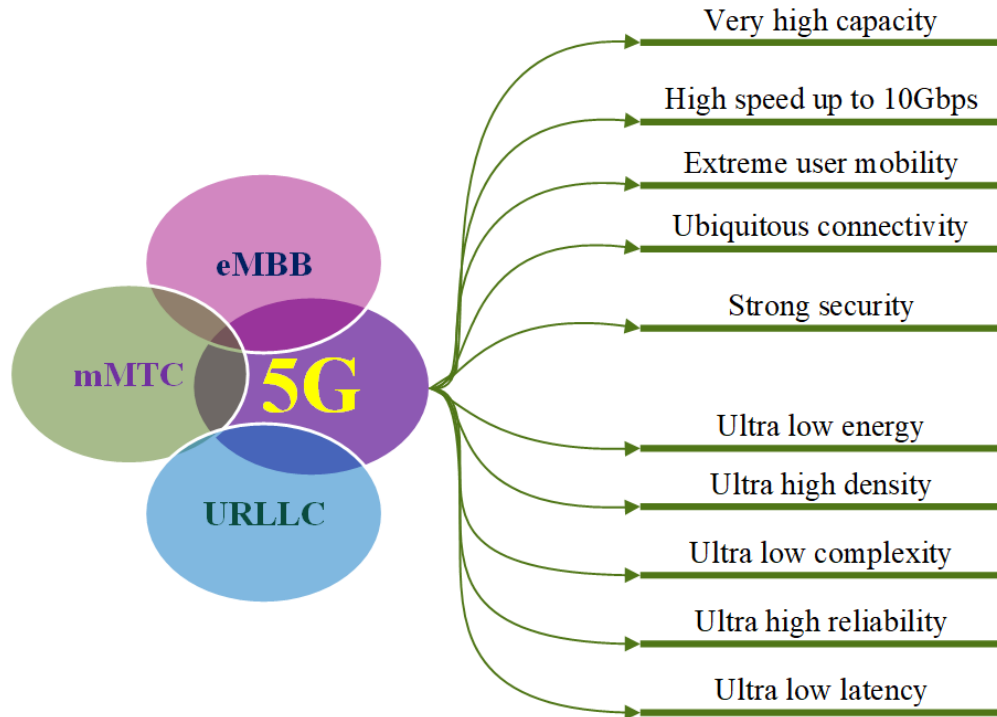 Very high capacity
High speed up to 10Gbps
Extreme user mobility
Ubiquitous connectivity
Strong security
Ultra low energy
Ultra high density
Ultra low complexity
Ultra high reliability
Ultra low latency
eMBB
mMTC
5G
URLLC